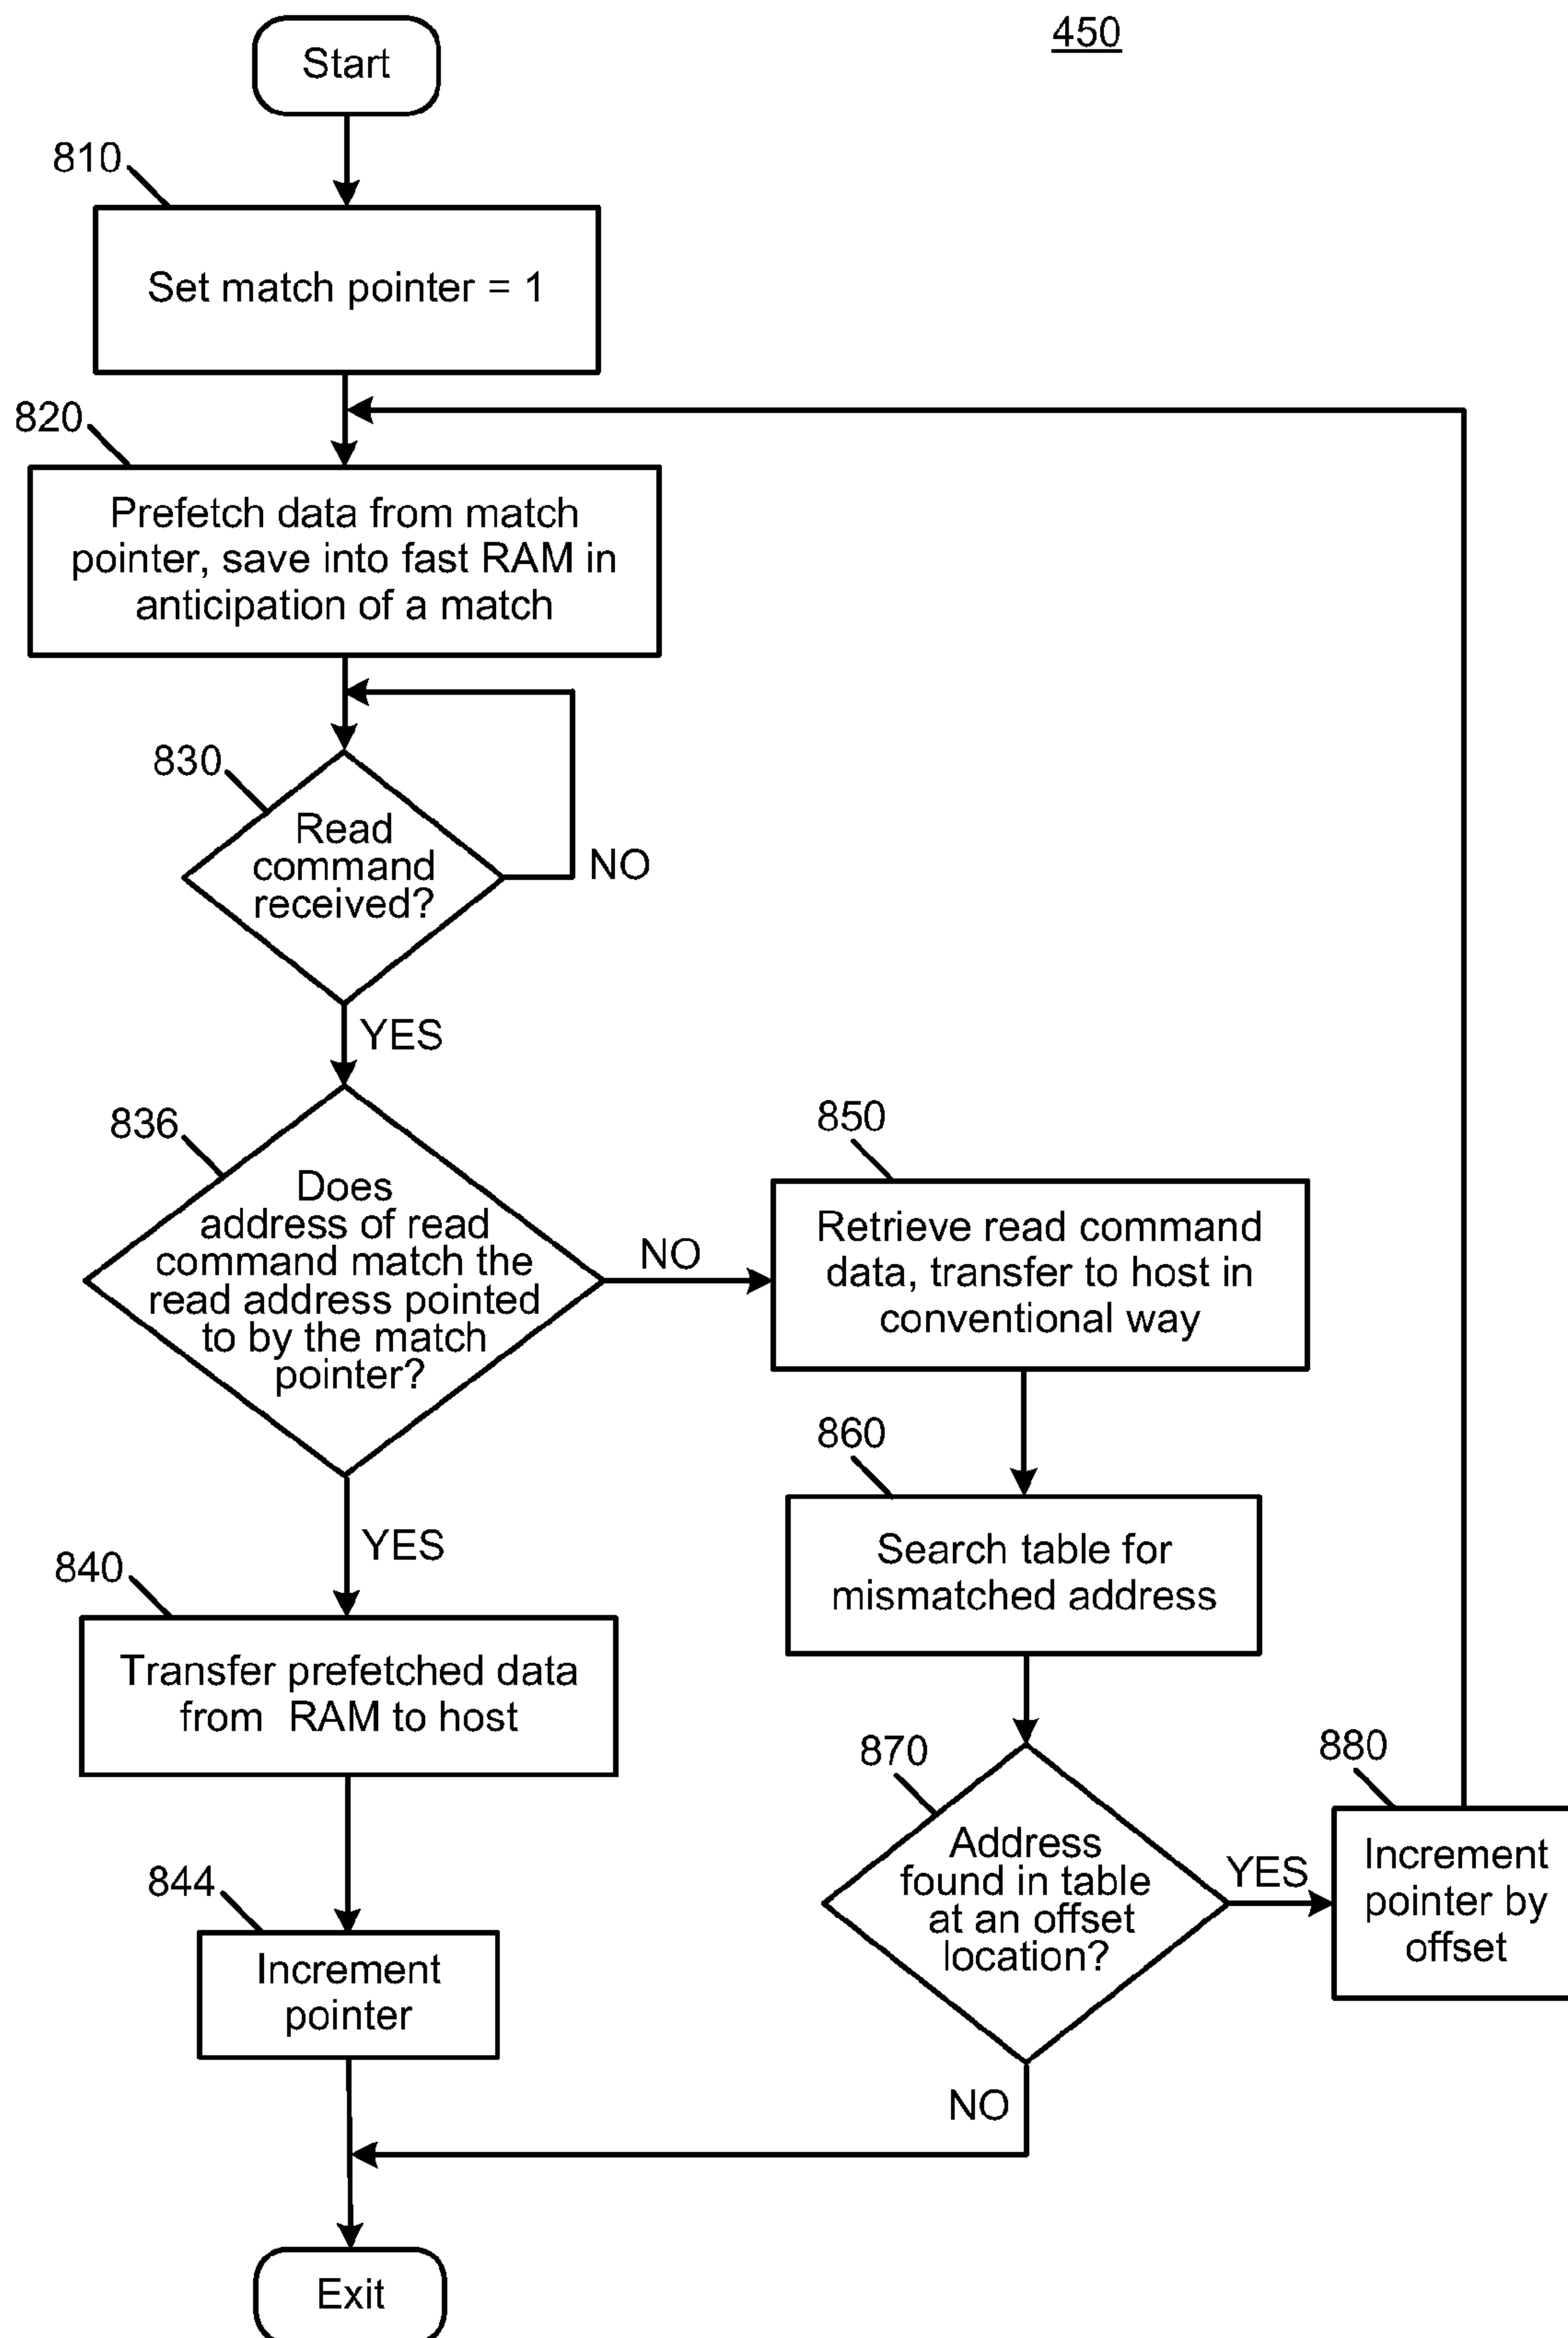 450
Start
810
Set match pointer = 1
820
Prefetch data from match
pointer, save into fast RAM in
anticipation of a match
830
Read
command
received?
NO
YES
836
Does
address of read
command match the
read address pointed
to by the match
pointer?
NO
850
Retrieve read command
data, transfer to host in
conventional way
860
Search table for
mismatched address
YES
840
Transfer prefetched data
from RAM to host
870
Address
found in table
at an offset
location?
YES
880
Increment
pointer by
offset
844
Increment
pointer
NO
Exit